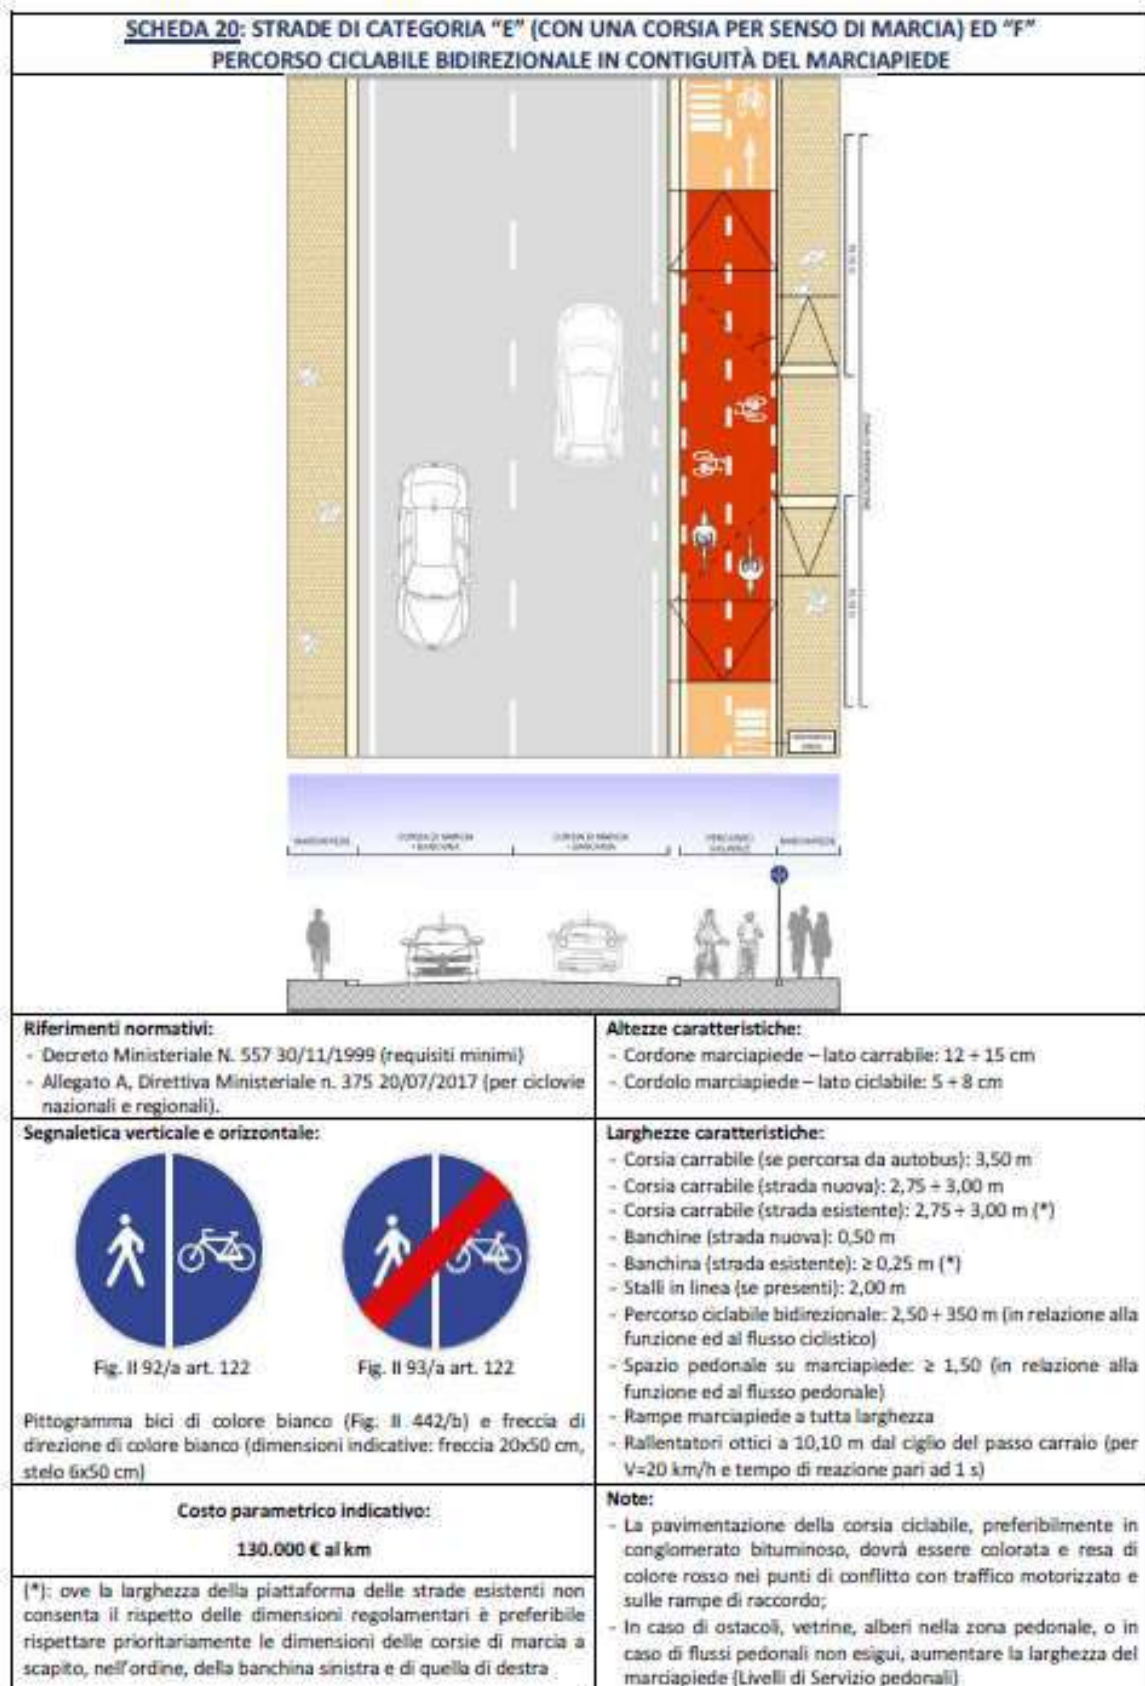 SCHEDA 20: STRADE DI CATEGORIA "E" (CON UNA CORSIA PER SENSO DI MARCIA) ED "F"
PERCORSO CICLABILE BIDIREZIONALE IN CONTIGUITÀ DEL MARCIAPIEDE
MARCIAPIEDE
CORSIA DI MARCIA
+ BANCHINA
CORSIA DI MARCIA
+ BANCHINA
PERCORSO
CICLABILE
MARCIAPIEDE
Riferimenti normativi:
- Decreto Ministeriale N. 557 30/11/1999 (requisiti minimi)
- Allegato A, Direttiva Ministeriale n. 375 20/07/2017 (per ciclovie
nazionali e regionali).
Altezze caratteristiche:
- Cordone marciapiede – lato carrabile: 12 ÷ 15 cm
- Cordolo marciapiede – lato ciclabile: 5 ÷ 8 cm
Segnaletica verticale e orizzontale:
Fig. II 92/a art. 122
Fig. II 93/a art. 122
Pittogramma bici di colore bianco (Fig. II 442/b) e freccia di
direzione di colore bianco (dimensioni indicative: freccia 20x50 cm,
stelo 6x50 cm)
Larghezze caratteristiche:
- Corsia carrabile (se percorsa da autobus): 3,50 m
- Corsia carrabile (strada nuova): 2,75 ÷ 3,00 m
- Corsia carrabile (strada esistente): 2,75 ÷ 3,00 m (*)
- Banchine (strada nuova): 0,50 m
- Banchina (strada esistente): ≥ 0,25 m (*)
- Stalli in linea (se presenti): 2,00 m
- Percorso ciclabile bidirezionale: 2,50 ÷ 350 m (in relazione alla
funzione ed al flusso ciclistico)
- Spazio pedonale su marciapiede: ≥ 1,50 (in relazione alla
funzione ed al flusso pedonale)
- Rampe marciapiede a tutta larghezza
- Rallentatori ottici a 10,10 m dal ciglio del passo carraio (per
V=20 km/h e tempo di reazione pari ad 1 s)
Costo parametrico indicativo:
130.000 € al km
(*): ove la larghezza della piattaforma delle strade esistenti non
consenta il rispetto delle dimensioni regolamentari è preferibile
rispettare prioritariamente le dimensioni delle corsie di marcia a
scapito, nell'ordine, della banchina sinistra e di quella di destra
Note:
- La pavimentazione della corsia ciclabile, preferibilmente in
conglomerato bituminoso, dovrà essere colorata e resa di
colore rosso nei punti di conflitto con traffico motorizzato e
sulle rampe di raccordo;
- In caso di ostacoli, vetrine, alberi nella zona pedonale, o in
caso di flussi pedonali non esigui, aumentare la larghezza del
marciapiede (Livelli di Servizio pedonali)